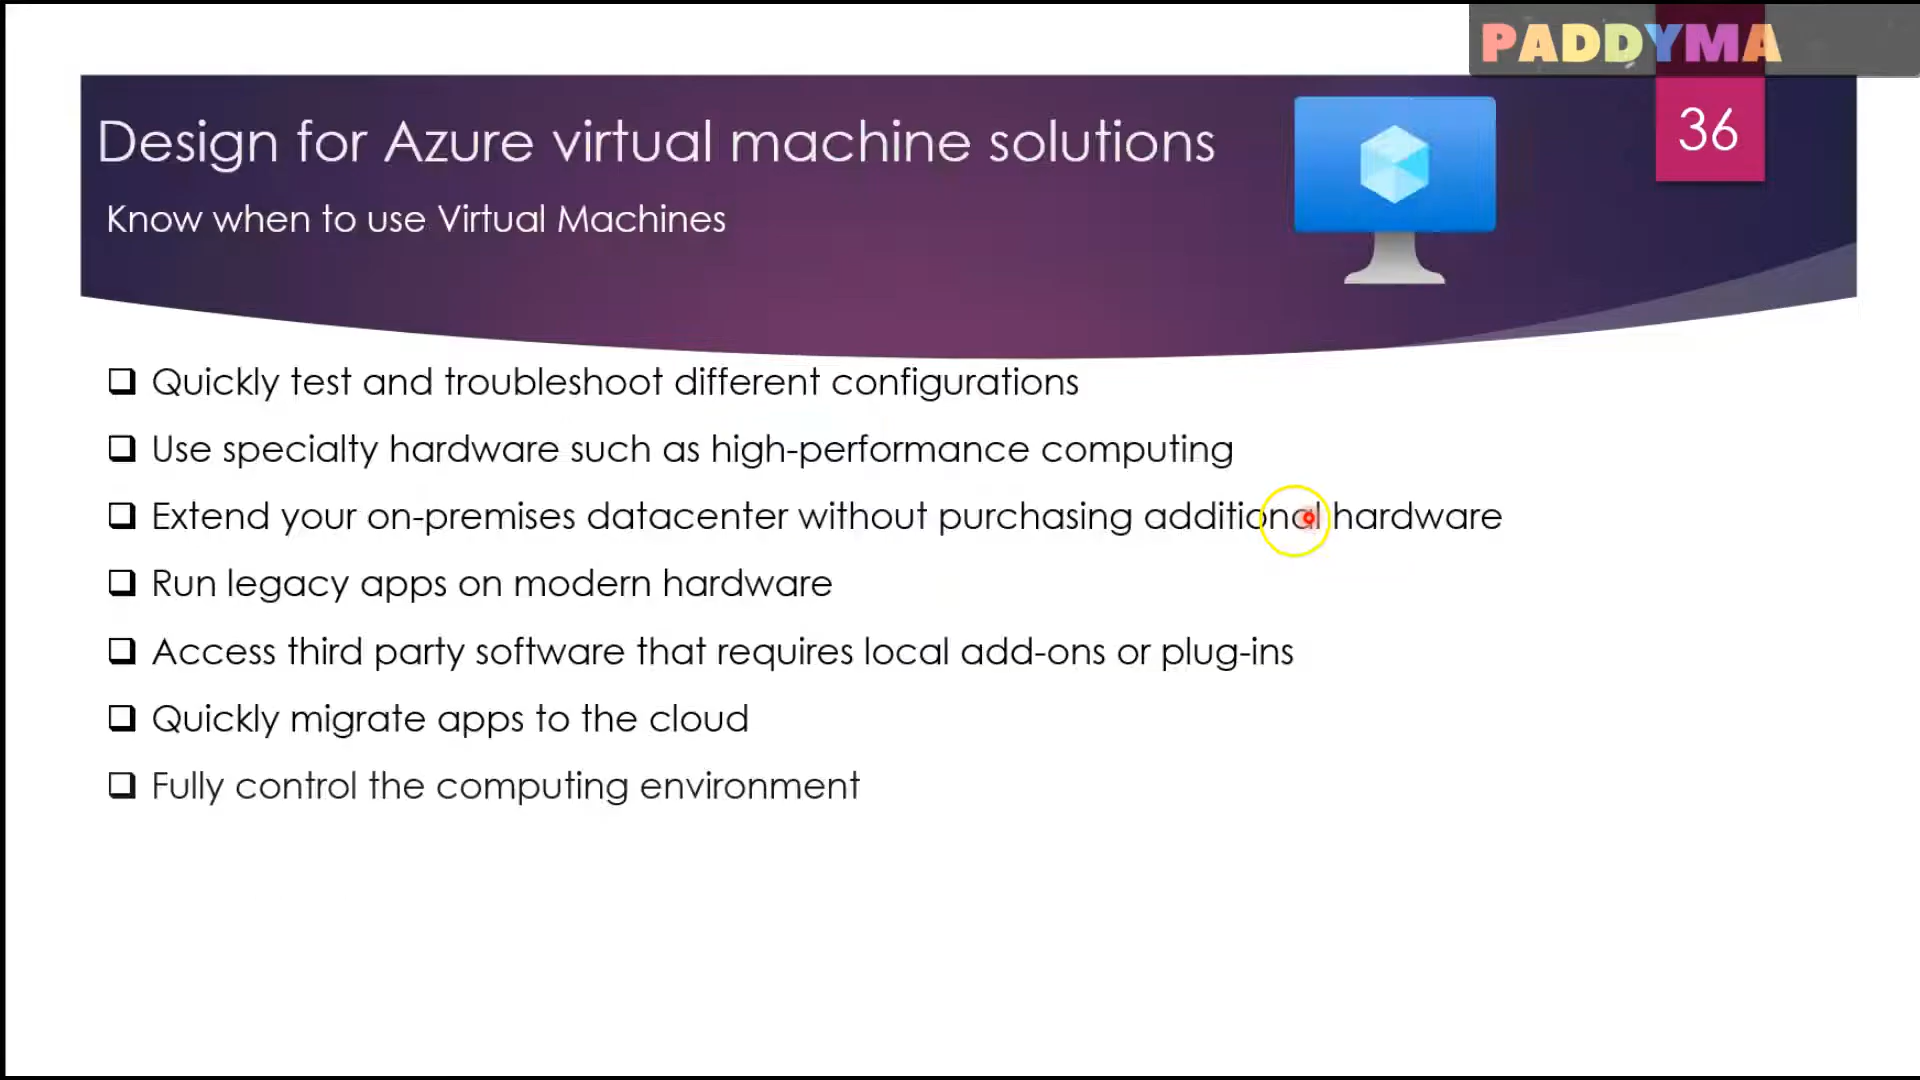 PADDYMA
Design for Azure virtual machine solutions
36
Know when to use Virtual Machines
Quickly test and troubleshoot different configurations
Use specialty hardware such as high-performance computing
Extend your on-premises datacenter without purchasing additional hardware
Run legacy apps on modern hardware
Access third party software that requires local add-ons or plug-ins
Quickly migrate apps to the cloud
Fully control the computing environment